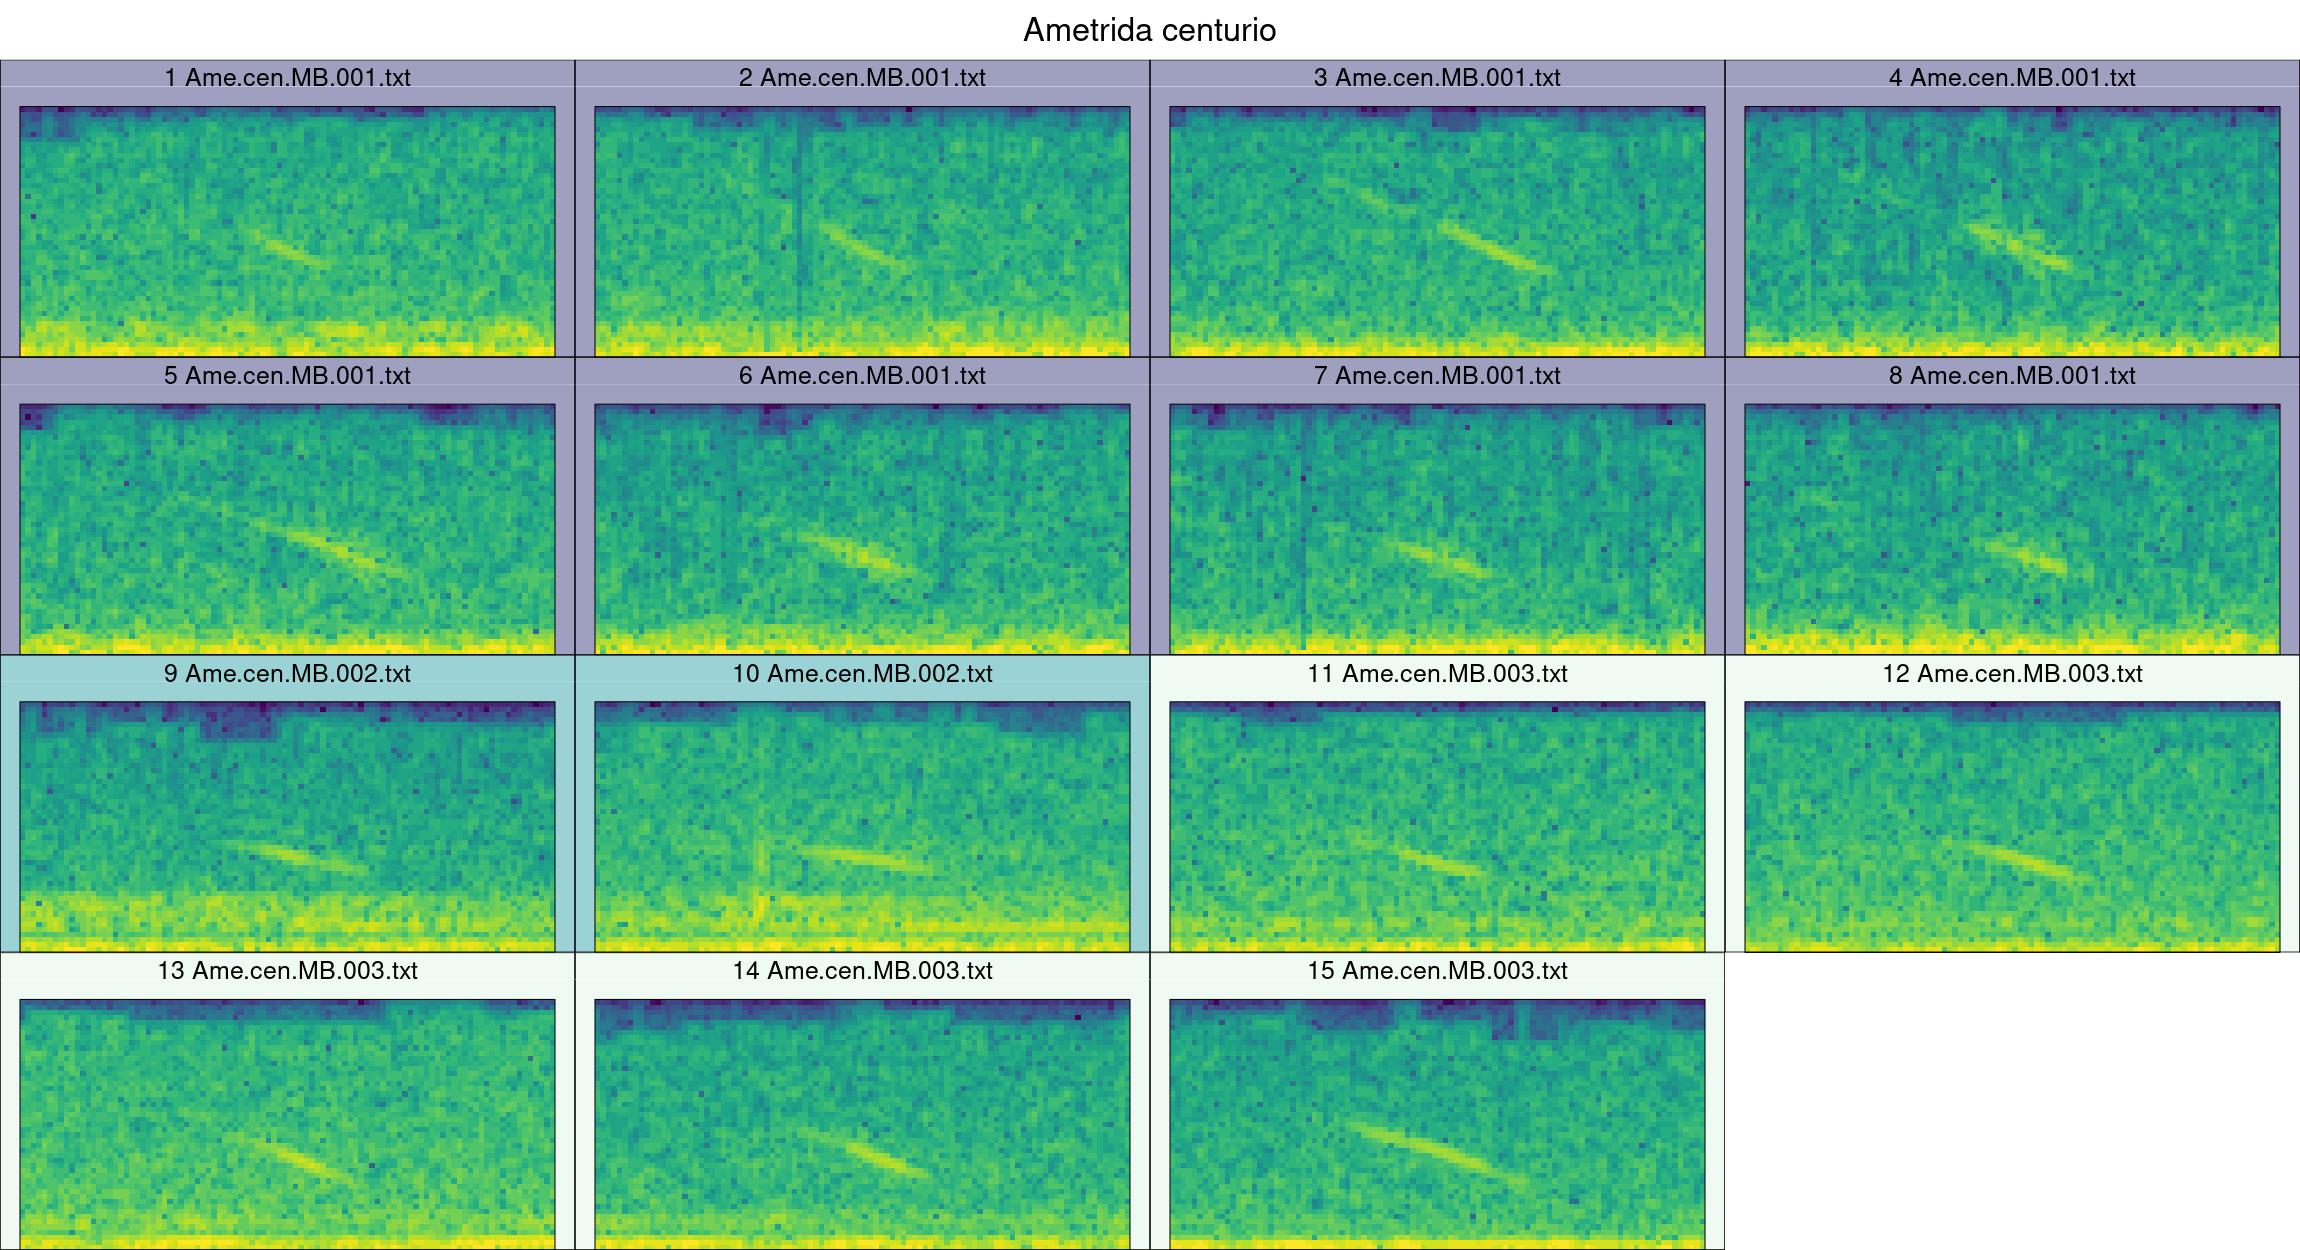 Ametrida centurio
1 Ame.cen.MB.001.txt
2 Ame.cen.MB.001.txt
3 Ame.cen.MB.001.txt
4 Ame.cen.MB.001.txt
5 Ame.cen.MB.001.txt
6 Ame.cen.MB.001.txt
7 Ame.cen.MB.001.txt
8 Ame.cen.MB.001.txt
9 Ame.cen.MB.002.txt
10 Ame.cen.MB.002.txt
11 Ame.cen.MB.003.txt
12 Ame.cen.MB.003.txt
13 Ame.cen.MB.003.txt
14 Ame.cen.MB.003.txt
15 Ame.cen.MB.003.txt